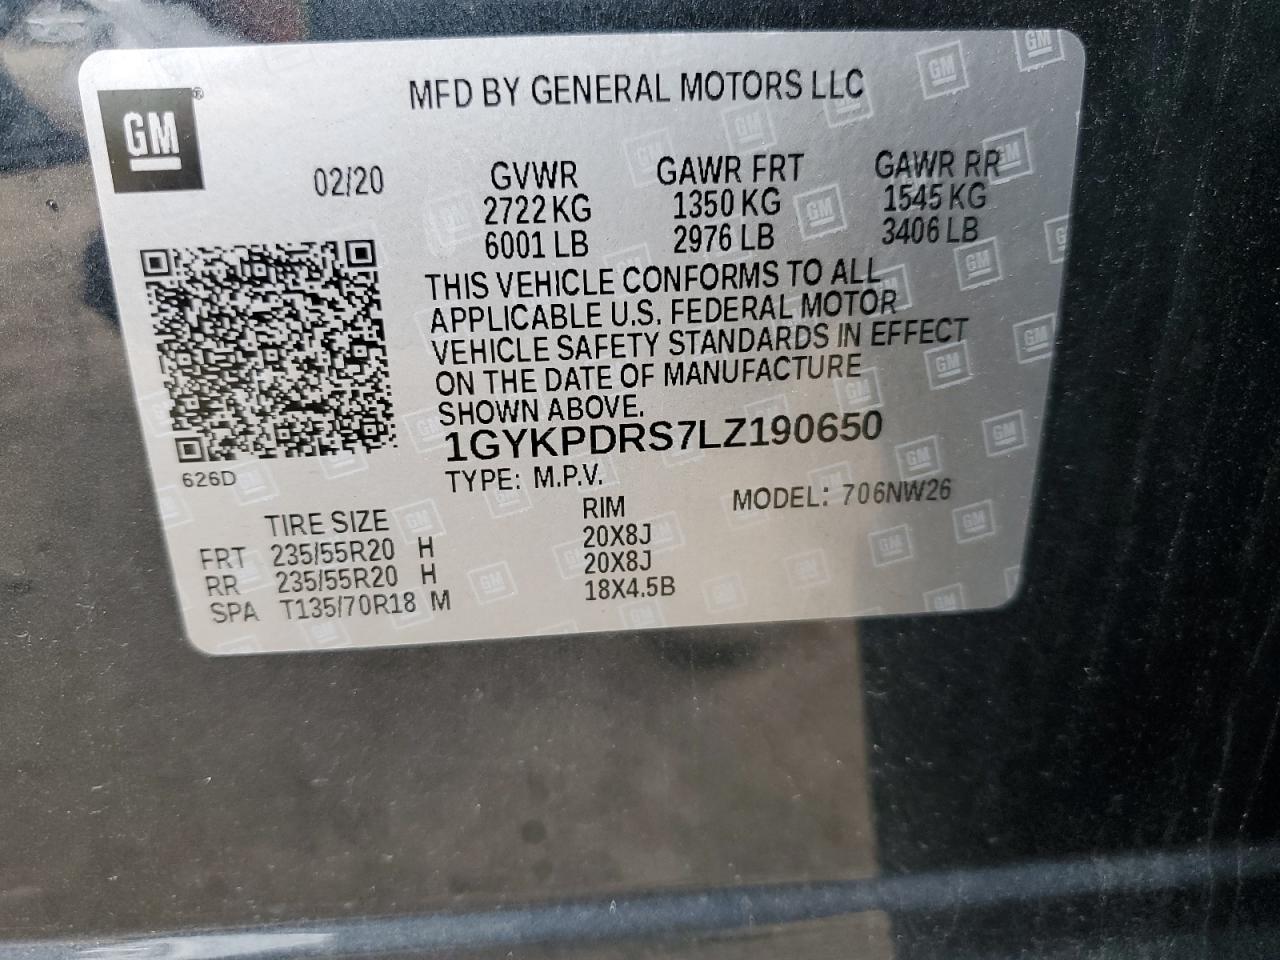 GM®
MFD BY GENERAL MOTORS LLC
02/20
GVWR GAWR FRT GAWR RR
2722 KG 1350 KG 1545 KG
6001 LB 2976 LB 3406 LB
THIS VEHICLE CONFORMS TO ALL
APPLICABLE U.S. FEDERAL MOTOR
VEHICLE SAFETY STANDARDS IN EFFECT
ON THE DATE OF MANUFACTURE
SHOWN ABOVE.
1GYKPDRS7LZ190650
626D
TYPE: M.P.V.
MODEL: 706NW26
TIRE SIZE RIM
FRT 235/55R20 H 20X8J
RR 235/55R20 H 20X8J
SPA T135/70R18 M 18X4.5B